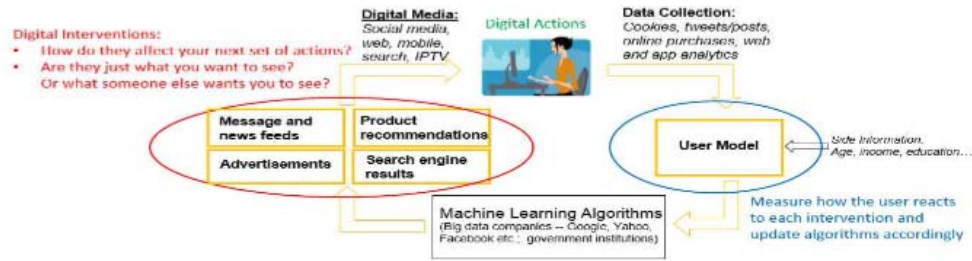 Digital Interventions:
• How do they affect your next set of actions?
• Are they just what you want to see?
Or what someone else wants you to see?
Digital Media:
Social media,
web, mobile,
search, IPTV
Digital Actions
Data Collection:
Cookies, tweets/posts,
online purchases, web
and app analytics
Message and
news feeds
Product
recommendations
Advertisements
Search engine
results
User Model
Side Information,
Age, income, education...
Machine Learning Algorithms
(Big data companies -- Google, Yahoo,
Facebook etc.; government institutions)
Measure how the user reacts
to each intervention and
update algorithms accordingly